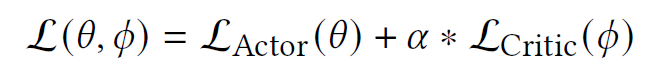 ℒ(θ, ϕ) = ℒ_Actor(θ) + α ∗ ℒ_Critic(ϕ)